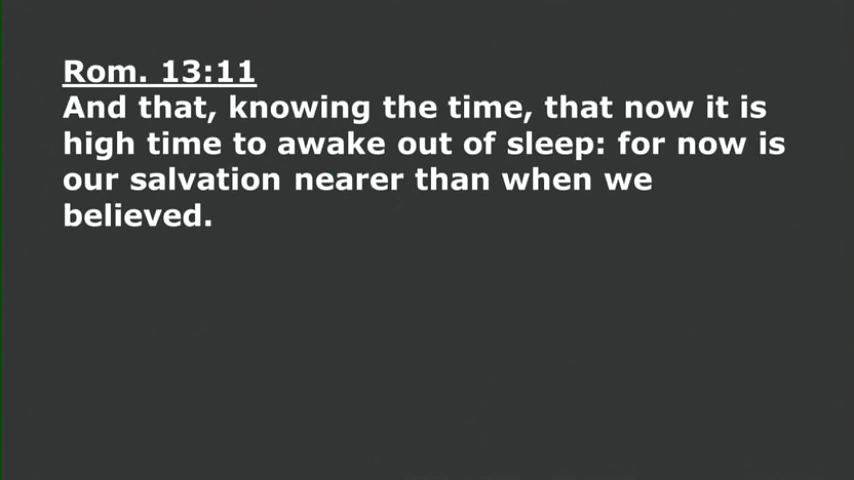 Rom. 13:11
And that, knowing the time, that now it is
high time to awake out of sleep: for now is
our salvation nearer than when we
believed.